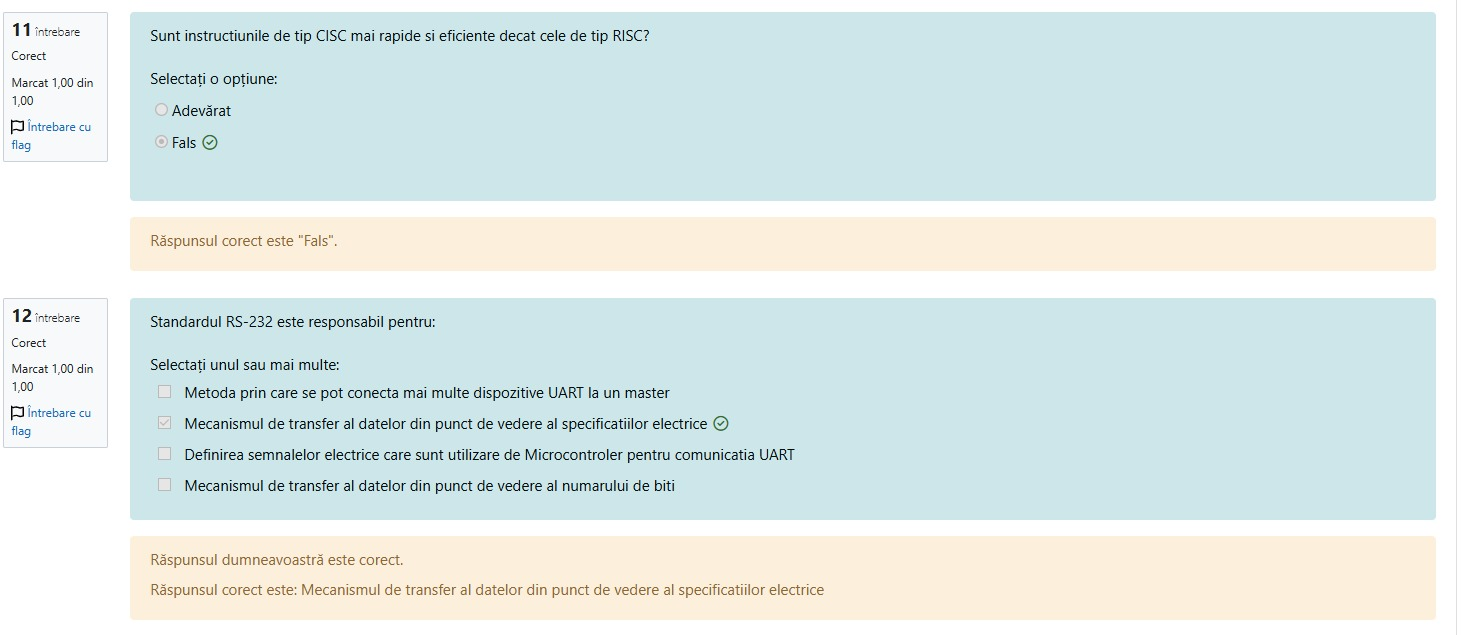 11 întrebare
Corect
Marcat 1,00 din
1,00
Întrebare cu
flag
Sunt instructiunile de tip CISC mai rapide si eficiente decat cele de tip RISC?
Selectați o opțiune:
Adevărat
Fals
Răspunsul corect este "Fals".
12 întrebare
Corect
Marcat 1,00 din
1,00
Întrebare cu
flag
Standardul RS-232 este responsabil pentru:
Selectați unul sau mai multe:
Metoda prin care se pot conecta mai multe dispozitive UART la un master
Mecanismul de transfer al datelor din punct de vedere al specificatiilor electrice
Definirea semnalelor electrice care sunt utilizare de Microcontroler pentru comunicatia UART
Mecanismul de transfer al datelor din punct de vedere al numarului de biti
Răspunsul dumneavoastră este corect.
Răspunsul corect este: Mecanismul de transfer al datelor din punct de vedere al specificatiilor electrice